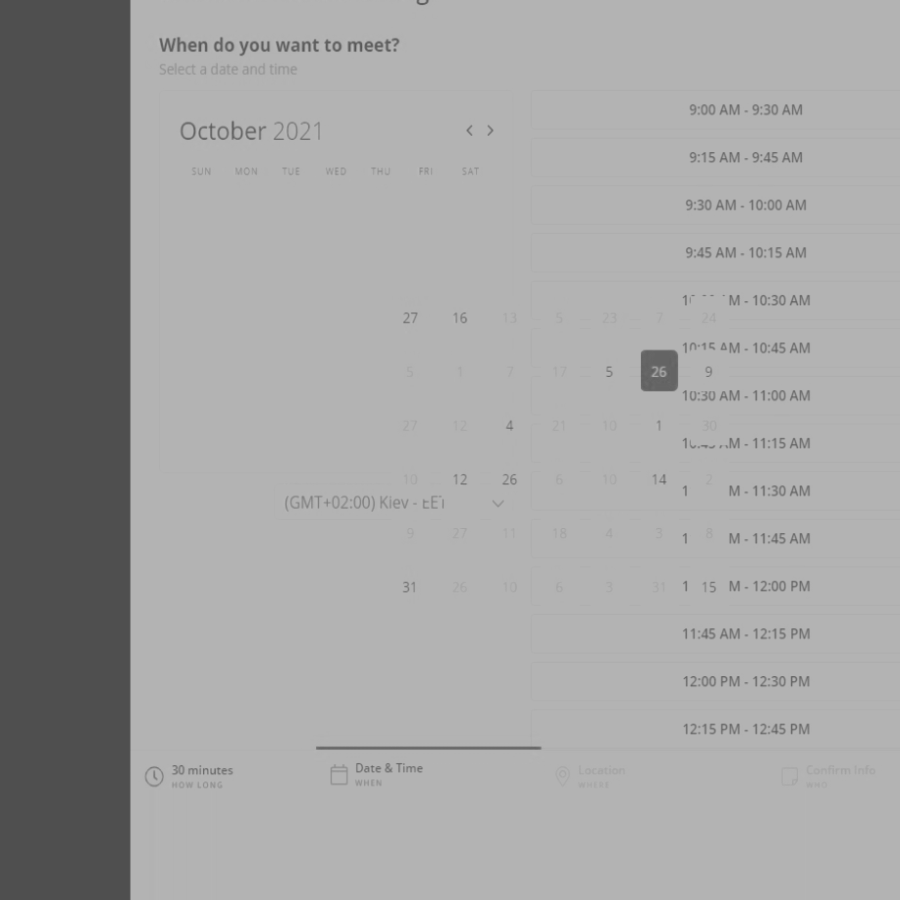 When do you want to meet?
Select a date and time
October 2021
SUN MON TUE WED THU FRI SAT
27 16 13 5 23 7 24
5 1 7 17 5 26 9
27 12 4 21 10 1 30
10 12 26 6 10 14 2
9 27 11 18 4 3 8
31 26 10 6 3 31 15
(GMT+02:00) Kiev - EET
9:00 AM - 9:30 AM
9:15 AM - 9:45 AM
9:30 AM - 10:00 AM
9:45 AM - 10:15 AM
M - 10:30 AM
10:15 AM - 10:45 AM
10:30 AM - 11:00 AM
10:45 AM - 11:15 AM
1 M - 11:30 AM
1 M - 11:45 AM
1 M - 12:00 PM
11:45 AM - 12:15 PM
12:00 PM - 12:30 PM
12:15 PM - 12:45 PM
30 minutes
HOW LONG
Date & Time
WHEN
Location
WHERE
Confirm Info
WHO